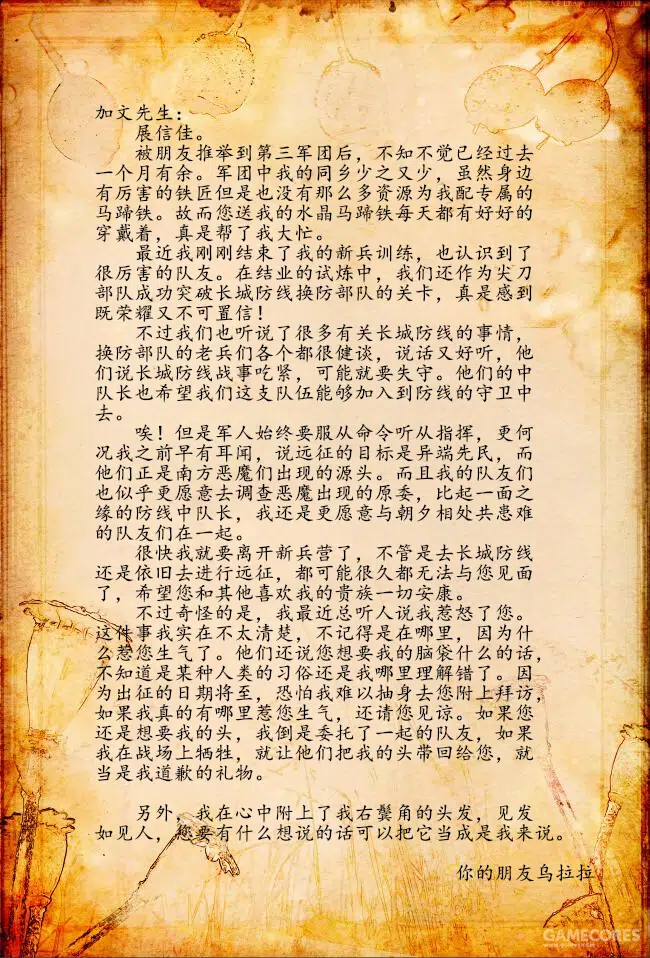 加文先生：
展信佳。
被朋友推举到第三军团后，不知不觉已经过去
一个月有余。军团中我的同乡少之又少，虽然身边
有厉害的铁匠但是也没有那么多资源为我配专属的
马蹄铁。故而您送我的水晶马蹄铁每天都有好好的
穿戴着，真是帮了我大忙。
最近我刚刚结束了我的新兵训练，也认识到了
很厉害的队友。在结业的试炼中，我们还作为尖刀
部队成功突破长城防线换防部队的关卡，真是感到
既荣耀又不可置信！
不过我们也听说了很多有关长城防线的事情，
换防部队的老兵们各个都很健谈，说话又好听，他
们说长城防线战事吃紧，可能就要失守。他们的中
队长也希望我们这支队伍能够加入到防线的守卫中
去。
唉！但是军人始终要服从命令听从指挥，更何
况我之前早有耳闻，说远征的目标是异端先民，而
他们正是南方恶魔们出现的源头。而且我的队友们
也似乎更愿意去调查恶魔出现的原委，比起一面之
缘的防线中队长，我还是更愿意与朝夕相处共患难
的队友们在一起。
很快我就要离开新兵营了，不管是去长城防线
还是依旧去进行远征，都可能很久都无法与您见面
了，希望您和其他喜欢我的贵族一切安康。
不过奇怪的是，我最近总听人说我惹怒了您。
这件事我实在不太清楚，不记得是在哪里，因为什
么惹您生气了。他们还说您想要我的脑袋什么的话，
不知道是某种人类的习俗还是我哪里理解错了。因
为出征的日期将至，恐怕我难以抽身去您附上拜访，
如果我真的有哪里惹您生气，还请您见谅。如果您
还是想要我的头，我倒是委托了一起的队友，如果
我在战场上牺牲，就让他们把我的头带回给您，就
当是我道歉的礼物。
另外，我在心中附上了我右鬓角的头发，见发
如见人，您要有什么想说的话可以把它当成是我来说。
你的朋友乌拉拉
GAMECORES